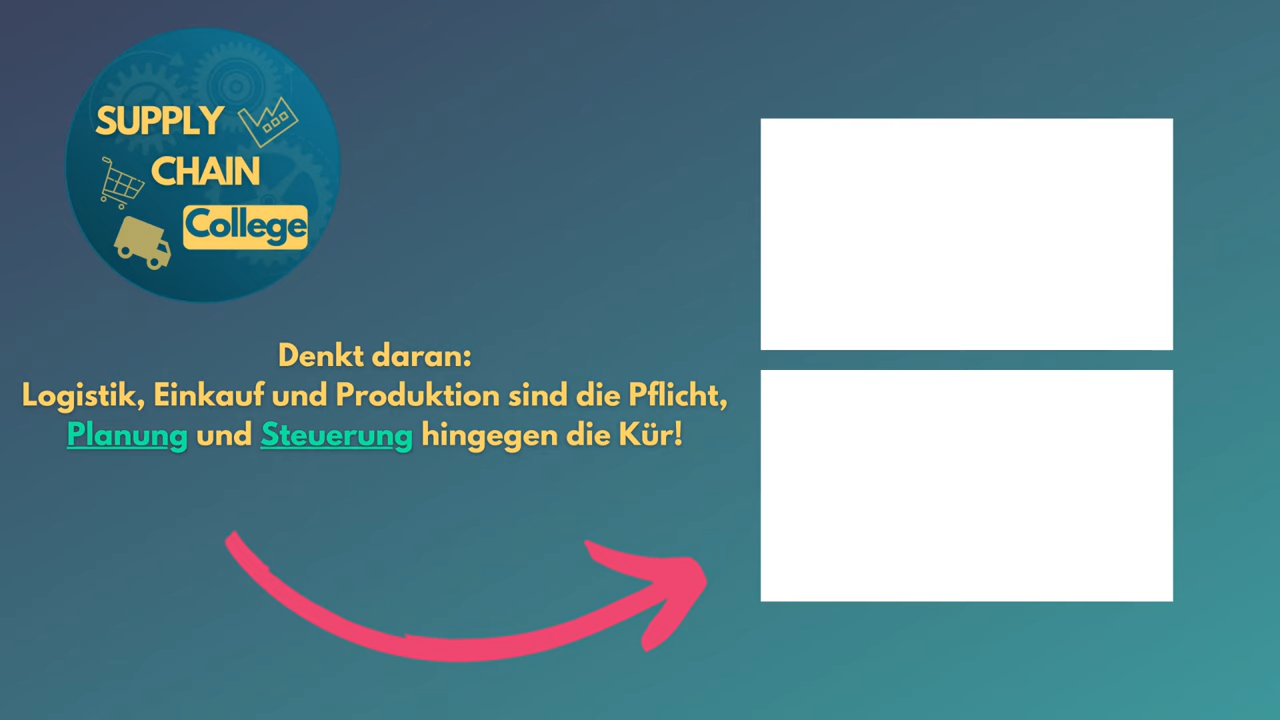 SUPPLY
CHAIN
College
Denkt daran:
Logistik, Einkauf und Produktion sind die Pflicht,
Planung und Steuerung hingegen die Kür!